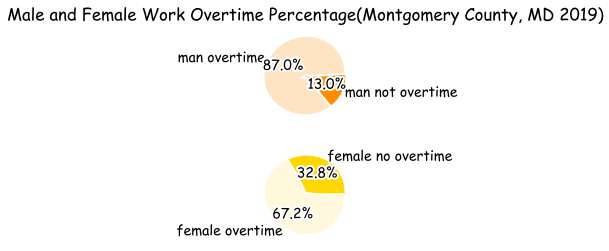 Male and Female Work Overtime Percentage(Montgomery County, MD 2019)
man overtime
87.0%
13.0%
man not overtime
female no overtime
32.8%
67.2%
female overtime